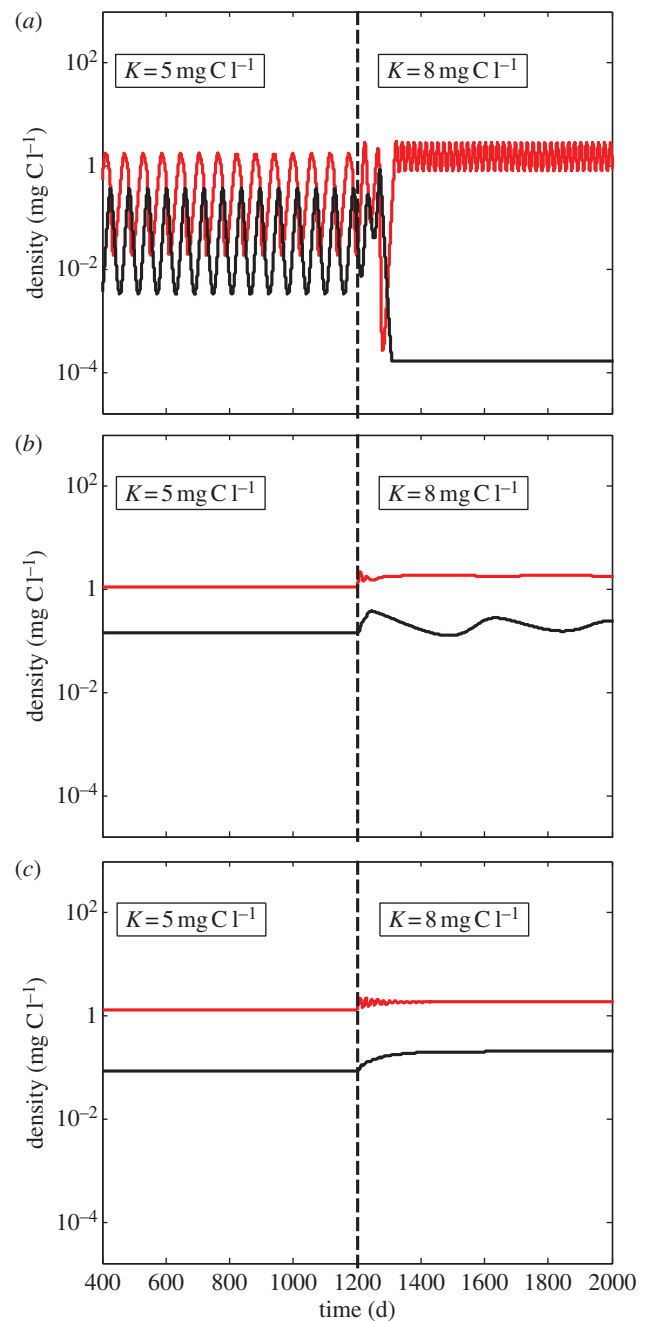 (a)
K = 5 mg C l⁻¹
K = 8 mg C l⁻¹
10²
1
10⁻²
10⁻⁴
density (mg C l⁻¹)
(b)
K = 5 mg C l⁻¹
K = 8 mg C l⁻¹
10²
1
10⁻²
10⁻⁴
density (mg C l⁻¹)
(c)
K = 5 mg C l⁻¹
K = 8 mg C l⁻¹
10²
1
10⁻²
10⁻⁴
density (mg C l⁻¹)
400 600 800 1000 1200 1400 1600 1800 2000
time (d)